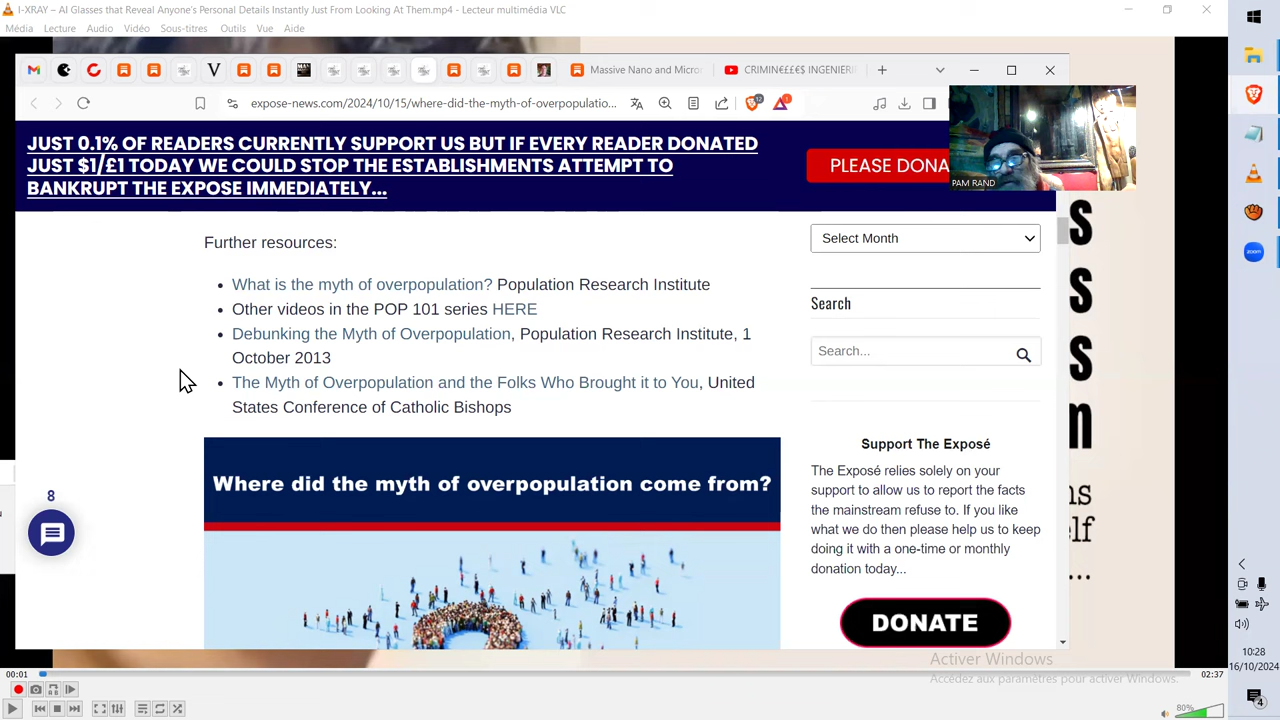 I-XRAY – AI Glasses that Reveal Anyone's Personal Details Instantly Just From Looking At Them.mp4 - Lecteur multimédia VLC
Média Lecture Audio Vidéo Sous-titres Outils Vue Aide
Massive Nano and Micro
CRIMIN€££€$ INGENIERI
expose-news.com/2024/10/15/where-did-the-myth-of-overpopulatio...
12
1
JUST 0.1% OF READERS CURRENTLY SUPPORT US BUT IF EVERY READER DONATED
JUST $1/£1 TODAY WE COULD STOP THE ESTABLISHMENTS ATTEMPT TO
BANKRUPT THE EXPOSE IMMEDIATELY...
PLEASE DONA
PAM RAND
Further resources:
What is the myth of overpopulation? Population Research Institute
Other videos in the POP 101 series HERE
Debunking the Myth of Overpopulation, Population Research Institute, 1
October 2013
The Myth of Overpopulation and the Folks Who Brought it to You, United
States Conference of Catholic Bishops
Where did the myth of overpopulation come from?
Select Month
Search
Search...
Support The Exposé
The Exposé relies solely on your
support to allow us to report the facts
the mainstream refuse to. If you like
what we do then please help us to keep
doing it with a one-time or monthly
donation today...
DONATE
8
zoom
Activer Windows
Accédez aux paramètres pour activer Windows.
00:01
02:37
80%
10:28
16/10/2024
4